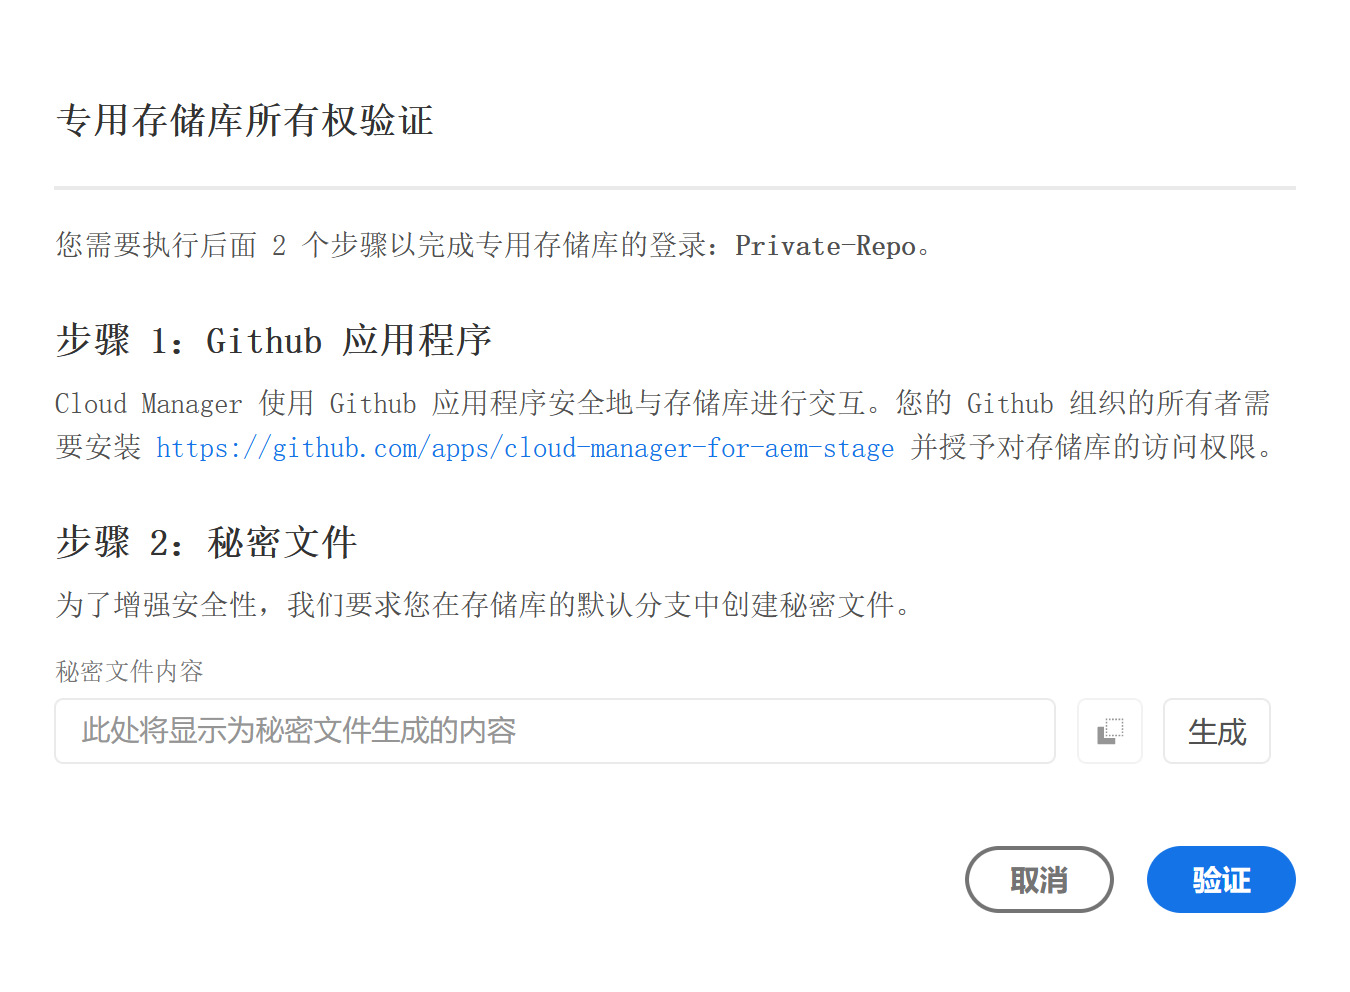 专用存储库所有权验证
您需要执行后面 2 个步骤以完成专用存储库的登录：Private-Repo。
步骤 1：Github 应用程序
Cloud Manager 使用 Github 应用程序安全地与存储库进行交互。您的 Github 组织的所有者需
要安装 https://github.com/apps/cloud-manager-for-aem-stage 并授予对存储库的访问权限。
步骤 2：秘密文件
为了增强安全性，我们要求您在存储库的默认分支中创建秘密文件。
秘密文件内容
此处将显示为秘密文件生成的内容
生成
取消
验证